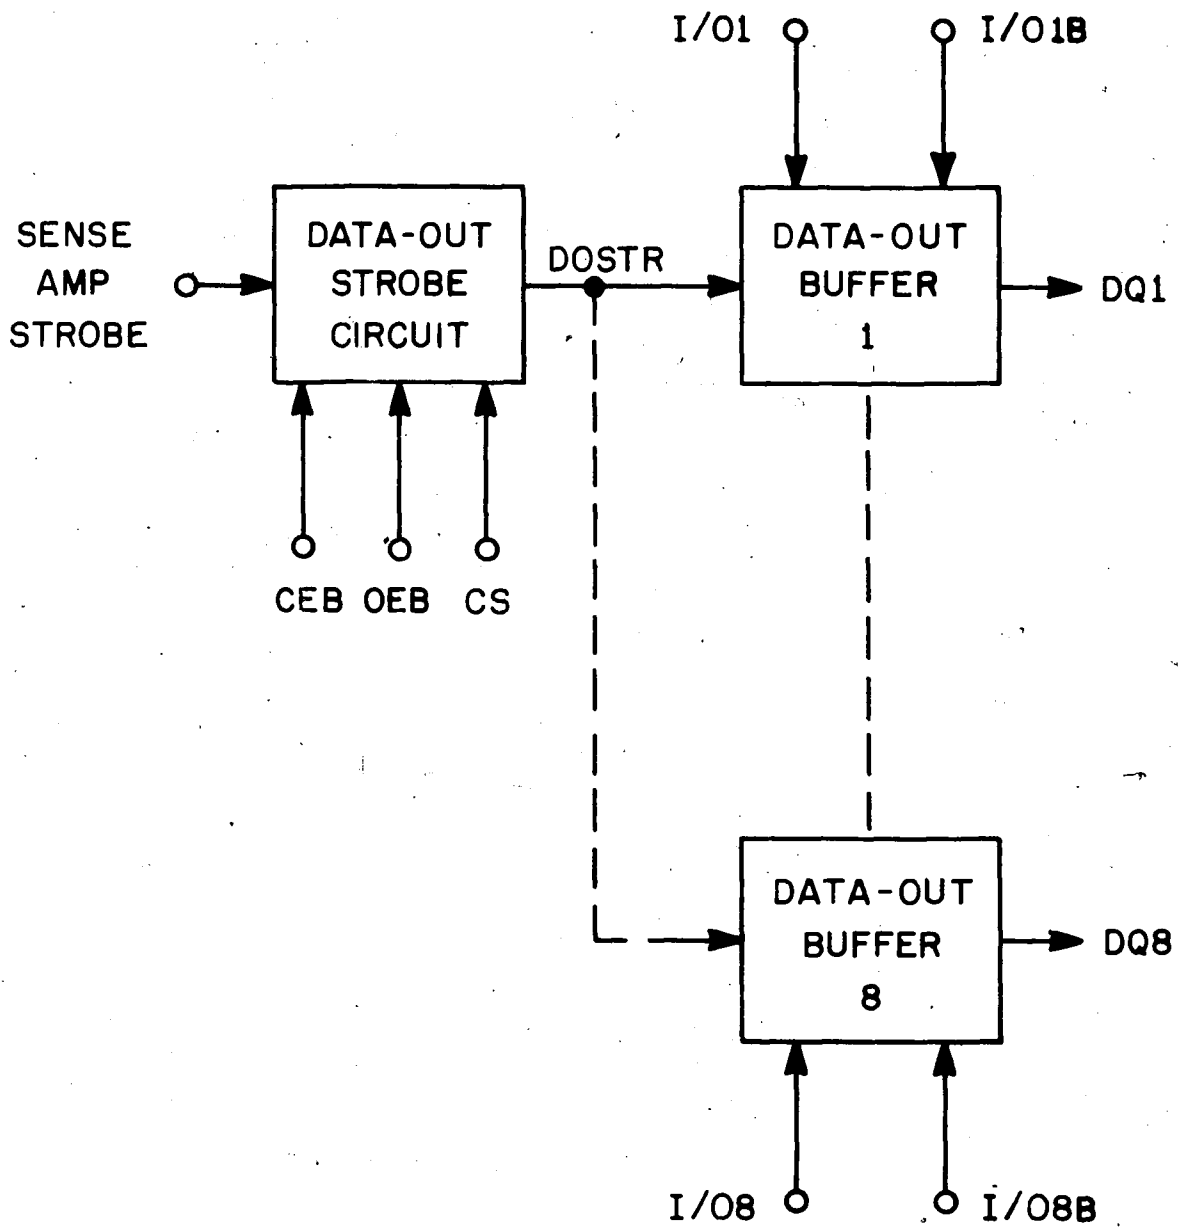 I/O1
I/O1B
SENSE
AMP
STROBE
DATA-OUT
STROBE
CIRCUIT
DOSTR
DATA-OUT
BUFFER
1
DQ1
CEB
OEB
CS
DATA-OUT
BUFFER
8
DQ8
I/O8
I/O8B